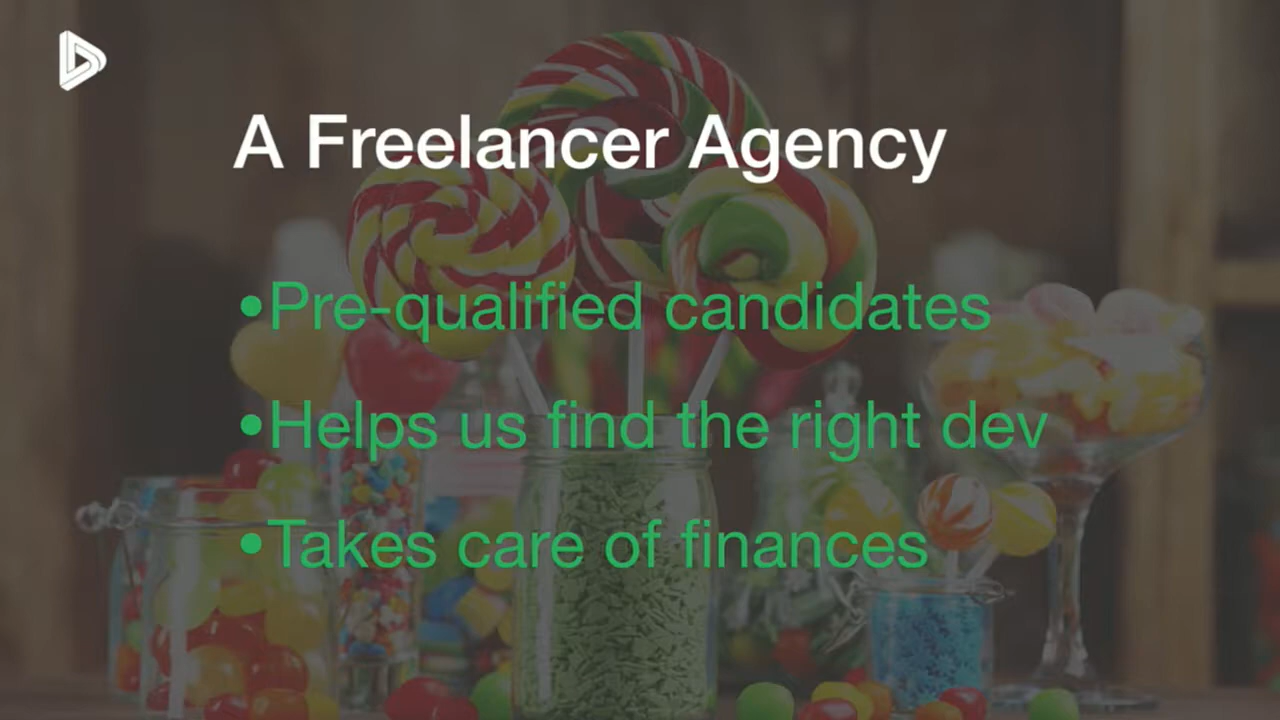 A Freelancer Agency
•Pre-qualified candidates
•Helps us find the right dev
•Takes care of finances